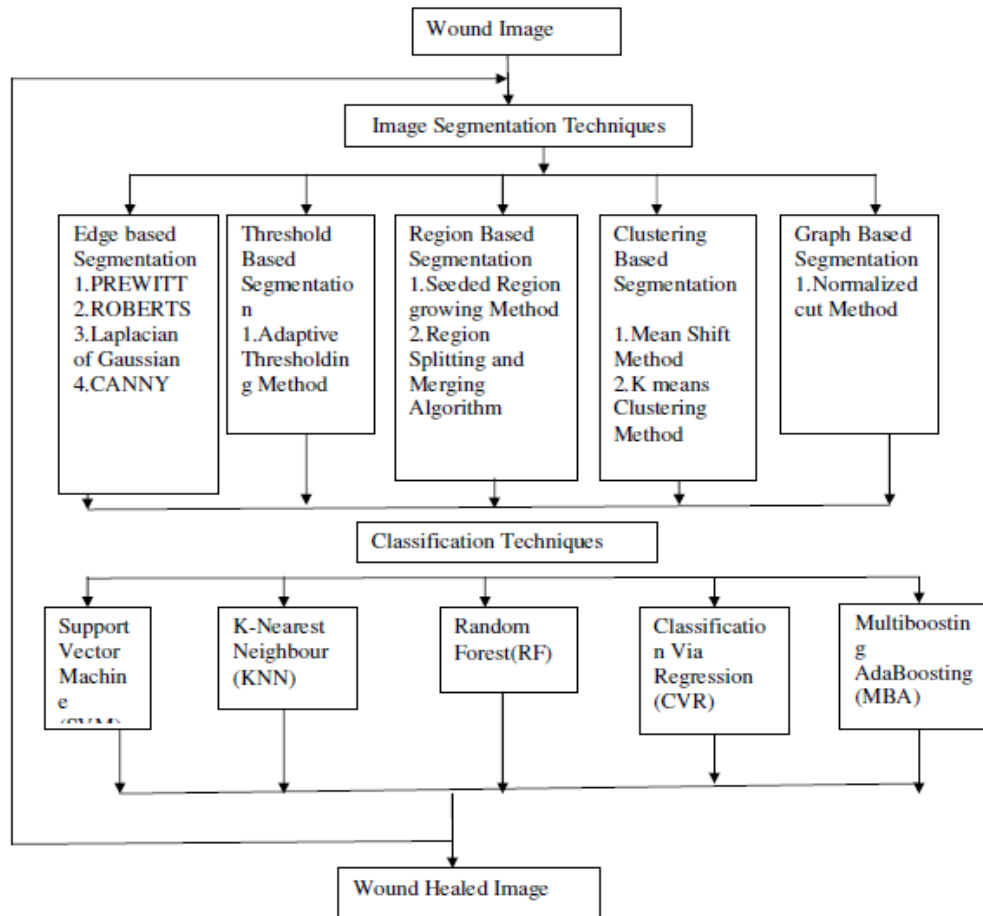 Wound Image
Image Segmentation Techniques
Edge based
Segmentation
1.PREWITT
2.ROBERTS
3.Laplacian
of Gaussian
4.CANNY
Threshold
Based
Segmentatio
n
1.Adaptive
Thresholdin
g Method
Region Based
Segmentation
1.Seeded Region
growing Method
2.Region
Splitting and
Merging
Algorithm
Clustering
Based
Segmentation
1.Mean Shift
Method
2.K means
Clustering
Method
Graph Based
Segmentation
1.Normalized
cut Method
Classification Techniques
Support
Vector
Machin
e
(SVM)
K-Nearest
Neighbour
(KNN)
Random
Forest(RF)
Classificatio
n Via
Regression
(CVR)
Multiboostin
g
AdaBoosting
(MBA)
Wound Healed Image